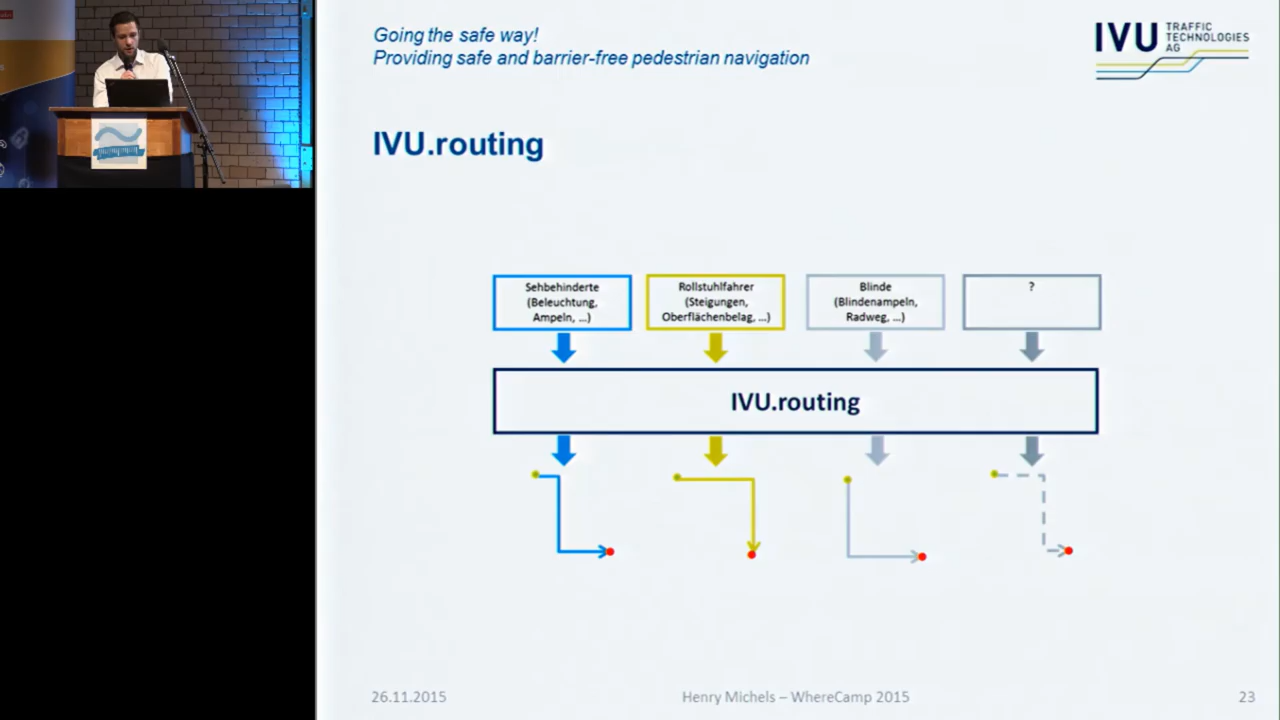 Going the safe way!
Providing safe and barrier-free pedestrian navigation
IVU TRAFFIC
TECHNOLOGIES
AG
IVU.routing
Sehbehinderte
(Beleuchtung,
Ampeln, ...)
Rollstuhlfahrer
(Steigungen,
Oberflächenbelag, ...)
Blinde
(Blindenampeln,
Radweg, ...)
?
IVU.routing
26.11.2015
Henry Michels – WhereCamp 2015
23